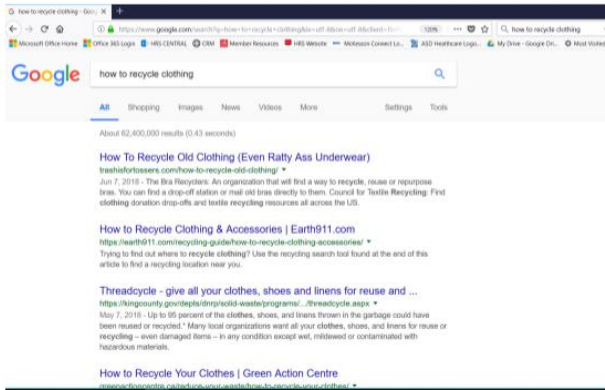 how to recycle clothing - Goo
https://www.google.com/search?q=how+to+recycle+clothing&ie=utf-8&oe=utf-8&client=
120%
how to recycle clothing
Microsoft Office Home
Office 365 Login
HRS CENTRAL
CRM
Member Resources
HRS Website
ASD Healthcare Logo...
My Drive - Google Dri...
Most Visited
Google
how to recycle clothing
All
Shopping
Images
News
Videos
More
Settings
Tools
About 62,400,000 results (0.43 seconds)
How To Recycle Old Clothing (Even Ratty Ass Underwear)
trashisfortossers.com/how-to-recycle-old-clothing/
Jun 7, 2018 - The Bra Recyclers: An organization that will find a way to recycle, reuse or repurpose
bras. You can find a drop-off station or mail old bras directly to them. Council for Textile Recycling: Find
clothing donation drop-offs and textile recycling resources all across the US.
How to Recycle Clothing & Accessories | Earth911.com
https://earth911.com/recycling-guide/how-to-recycle-clothing-accessories/
Trying to find out where to recycle clothing? Use the recycling search tool found at the end of this
article to find a recycling location near you.
Threadcycle - give all your clothes, shoes and linens for reuse and ...
https://kingcounty.gov/depts/dnrp/solid-waste/programs/.../threadcycle.aspx
May 7, 2018 - Up to 95 percent of the clothes, shoes, and linens thrown in the garbage could have
been reused or recycled.* Many local organizations want all your clothes, shoes, and linens for reuse or
recycling – even damaged items – in any condition except wet, mildewed or contaminated with
hazardous materials.
How to Recycle Your Clothes | Green Action Centre
greenactioncentre.ca/reduce-your-waste/how-to-recycle-your-clothes/